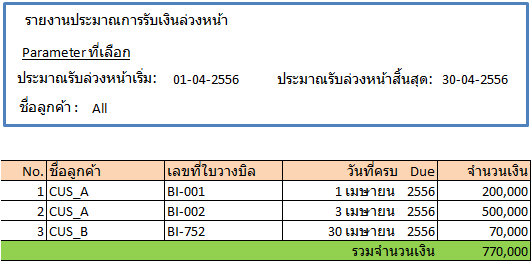 รายงานประมาณการรับเงินล่วงหน้า
Parameter ที่เลือก
ประมาณรับล่วงหน้าเริ่ม: 01-04-2556 ประมาณรับล่วงหน้าสิ้นสุด: 30-04-2556
ชื่อลูกค้า : All
No. ชื่อลูกค้า เลขที่ใบวางบิล วันที่ครบ Due จำนวนเงิน
1 CUS_A BI-001 1 เมษายน 2556 200,000
2 CUS_A BI-002 3 เมษายน 2556 500,000
3 CUS_B BI-752 30 เมษายน 2556 70,000
รวมจำนวนเงิน 770,000